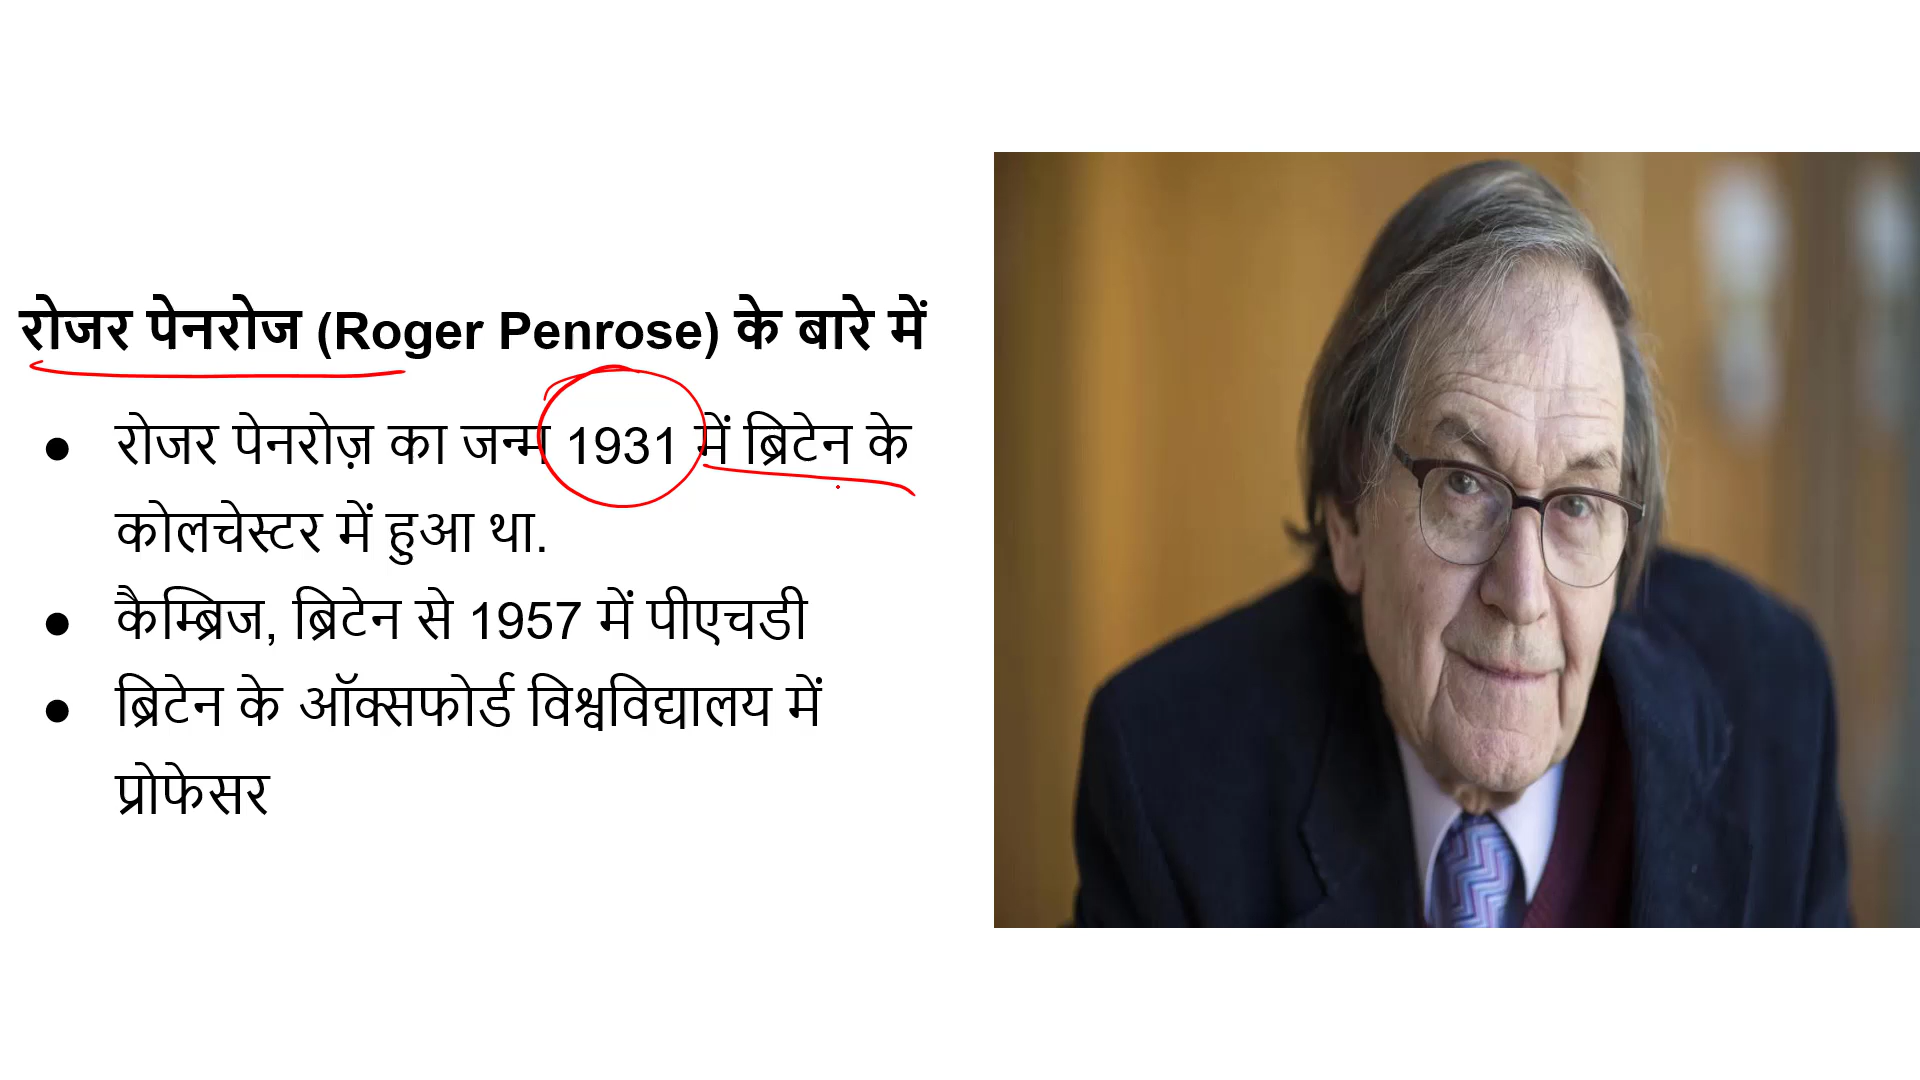 रोजर पेनरोज (Roger Penrose) के बारे में
● रोजर पेनरोज़ का जन्म 1931 में ब्रिटेन के
कोलचेस्टर में हुआ था.
● कैम्ब्रिज, ब्रिटेन से 1957 में पीएचडी
● ब्रिटेन के ऑक्सफोर्ड विश्वविद्यालय में
प्रोफेसर